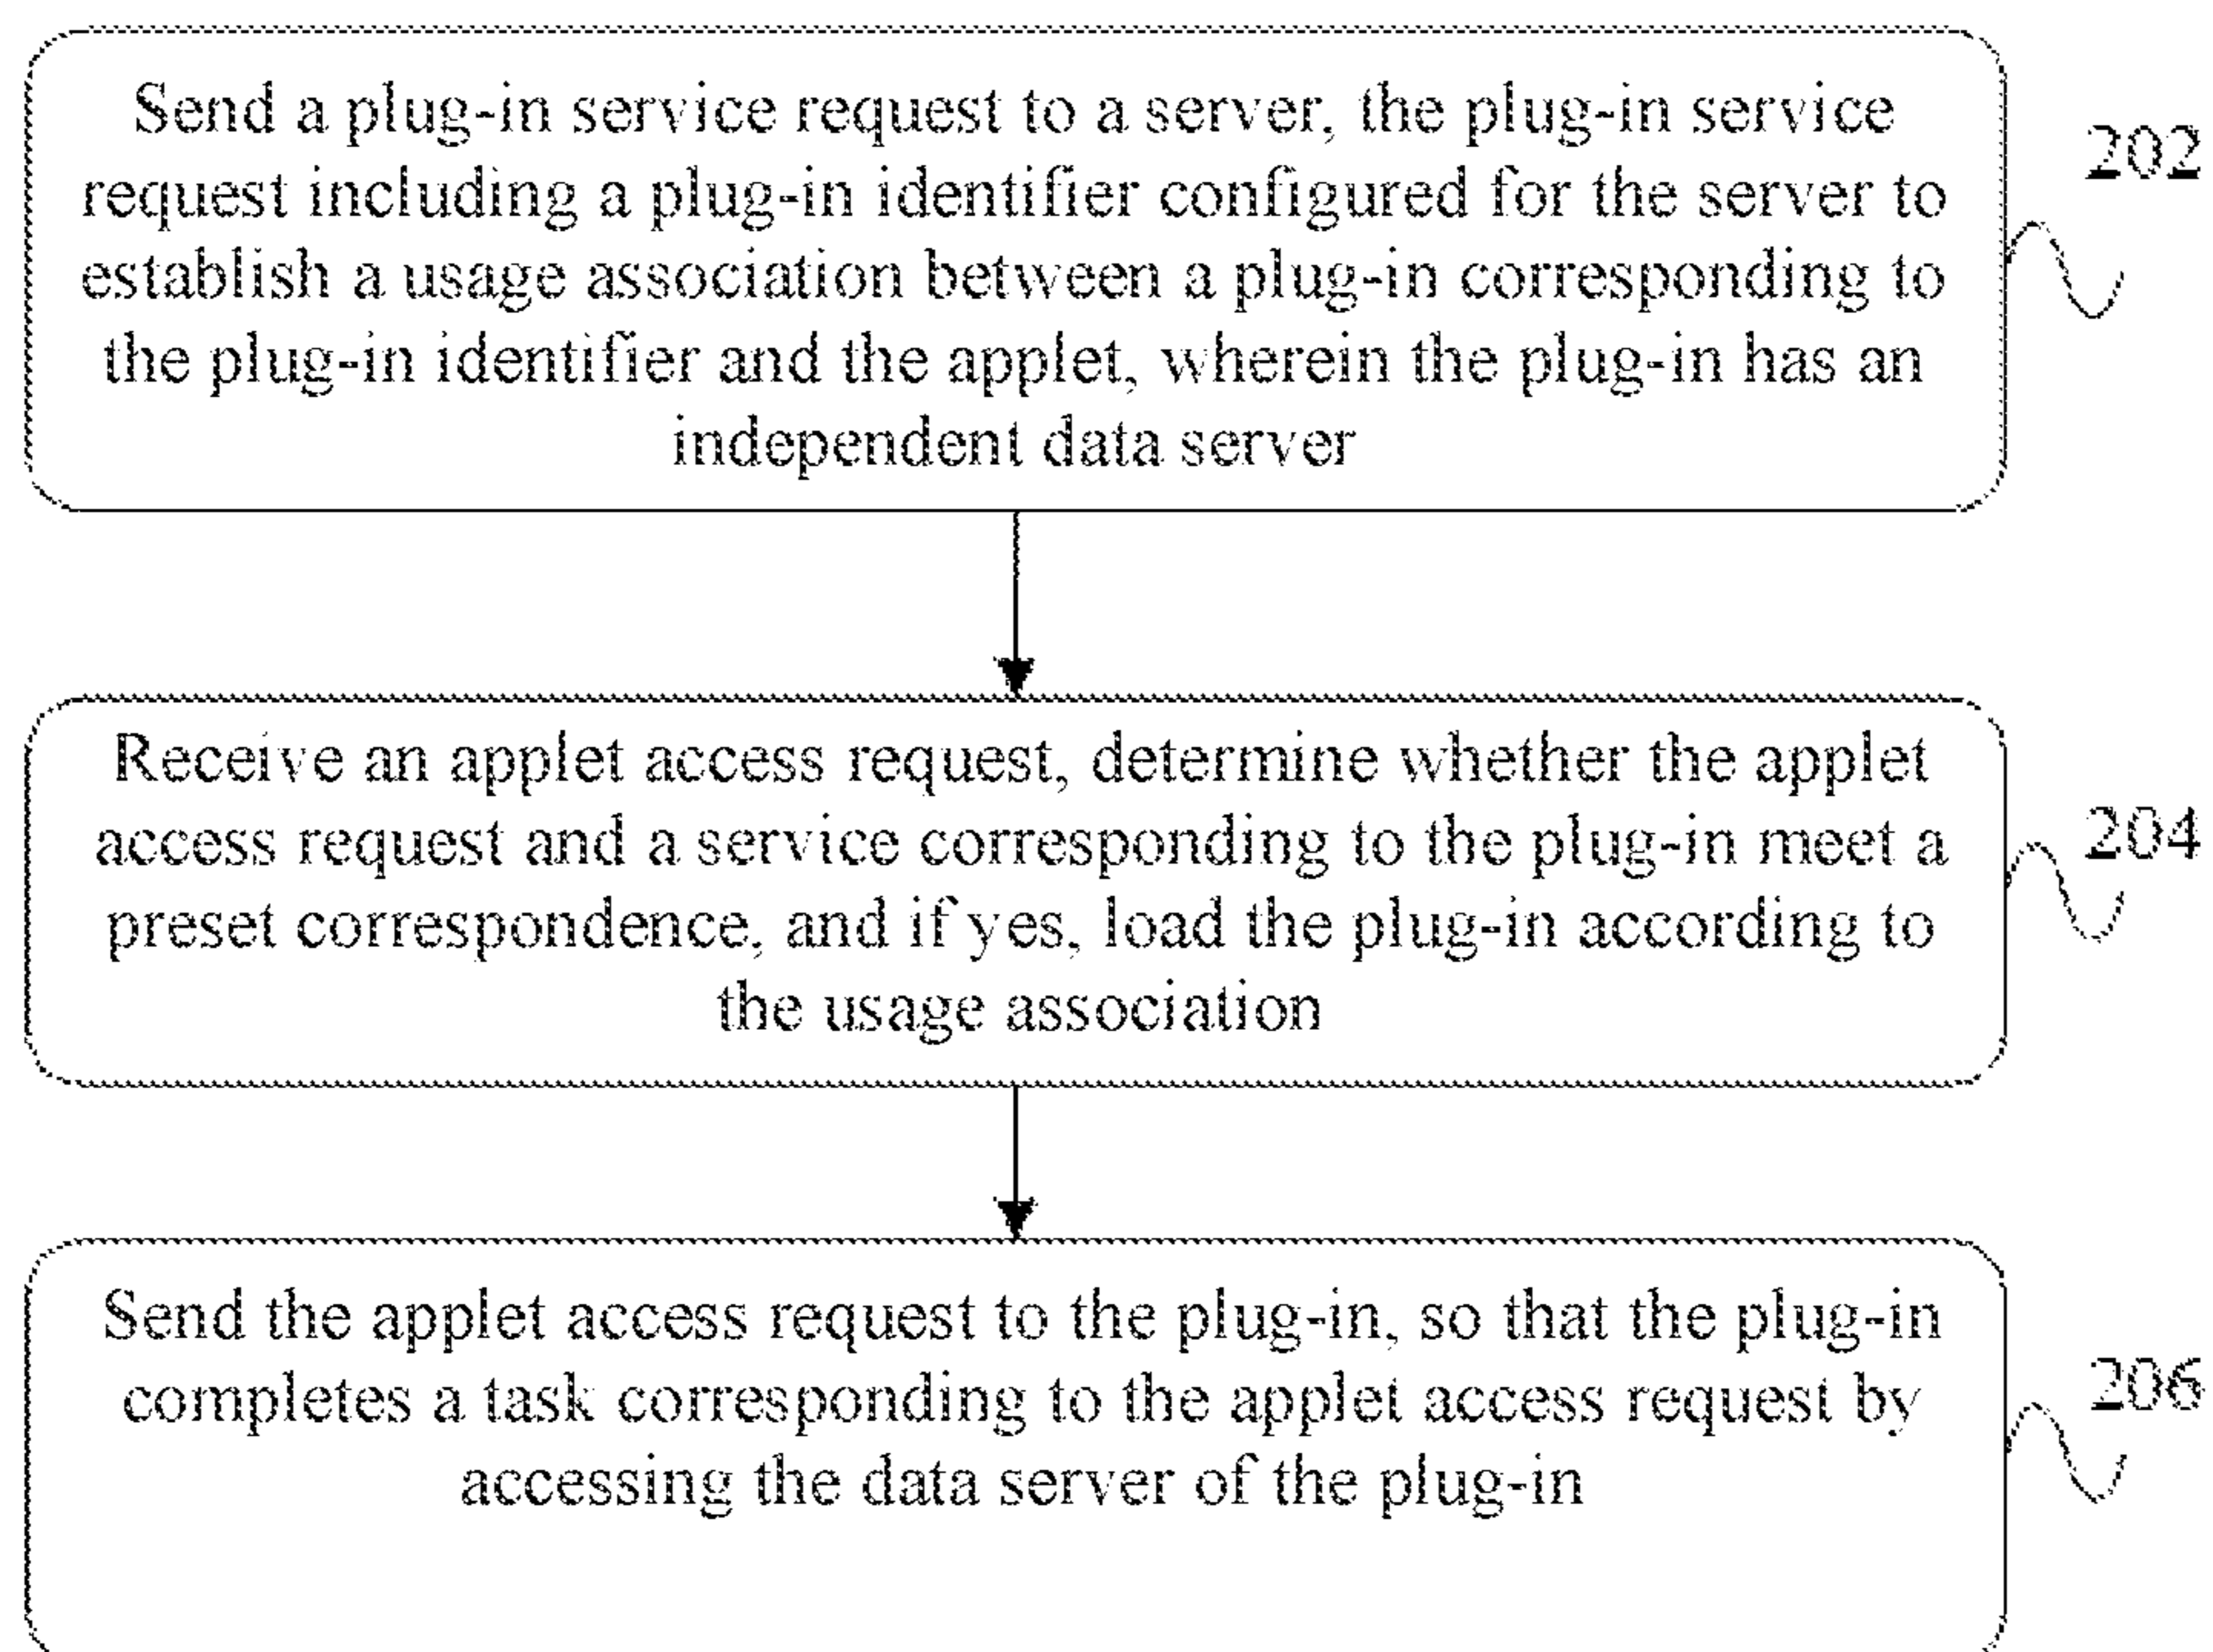 Send a plug-in service request to a server, the plug-in service
request including a plug-in identifier configured for the server to
establish a usage association between a plug-in corresponding to
the plug-in identifier and the applet, wherein the plug-in has an
independent data server
202
Receive an applet access request, determine whether the applet
access request and a service corresponding to the plug-in meet a
preset correspondence, and if yes, load the plug-in according to
the usage association
204
Send the applet access request to the plug-in, so that the plug-in
completes a task corresponding to the applet access request by
accessing the data server of the plug-in
206